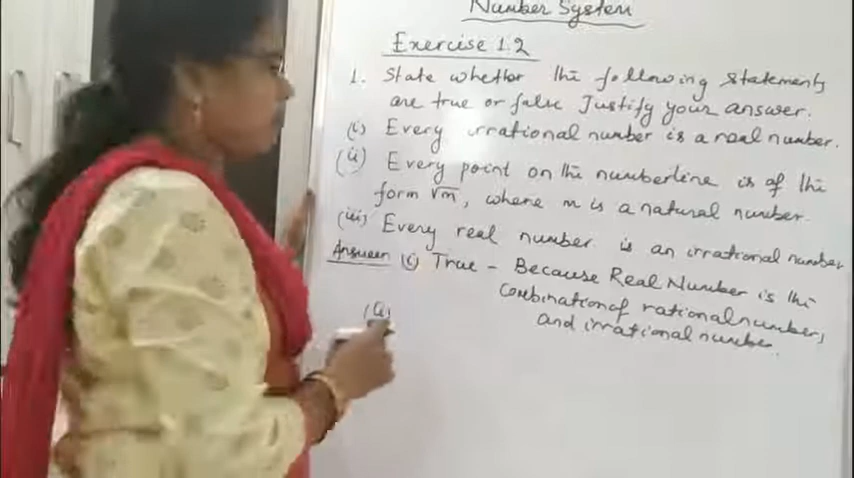 Number System
Exercise 1.2
1. State whether the following statements
are true or false Justify your answer.
(i) Every irrational number is a real number.
(ii) Every point on the numberline is of the
form √m, where m is a natural number.
(iii) Every real number is an irrational number
Answer (i) True - Because Real Number is the
Combination of rational numbers
and irrational number.
(ii)